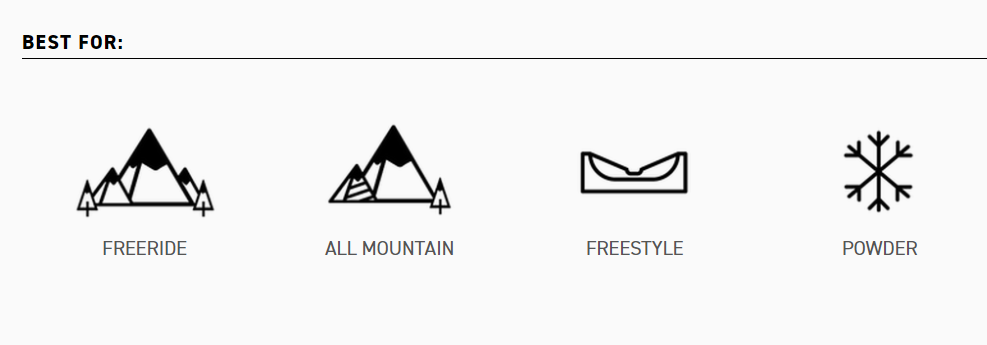 BEST FOR:
FREERIDE
ALL MOUNTAIN
FREESTYLE
POWDER